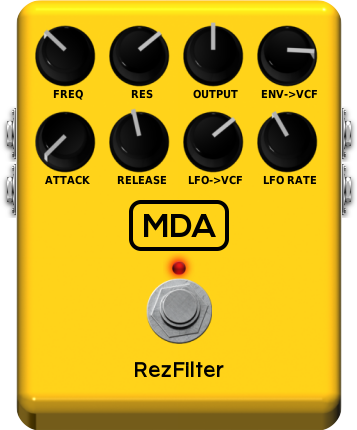 FREQ RES OUTPUT ENV->VCF
ATTACK RELEASE LFO->VCF LFO RATE
MDA
RezFilter